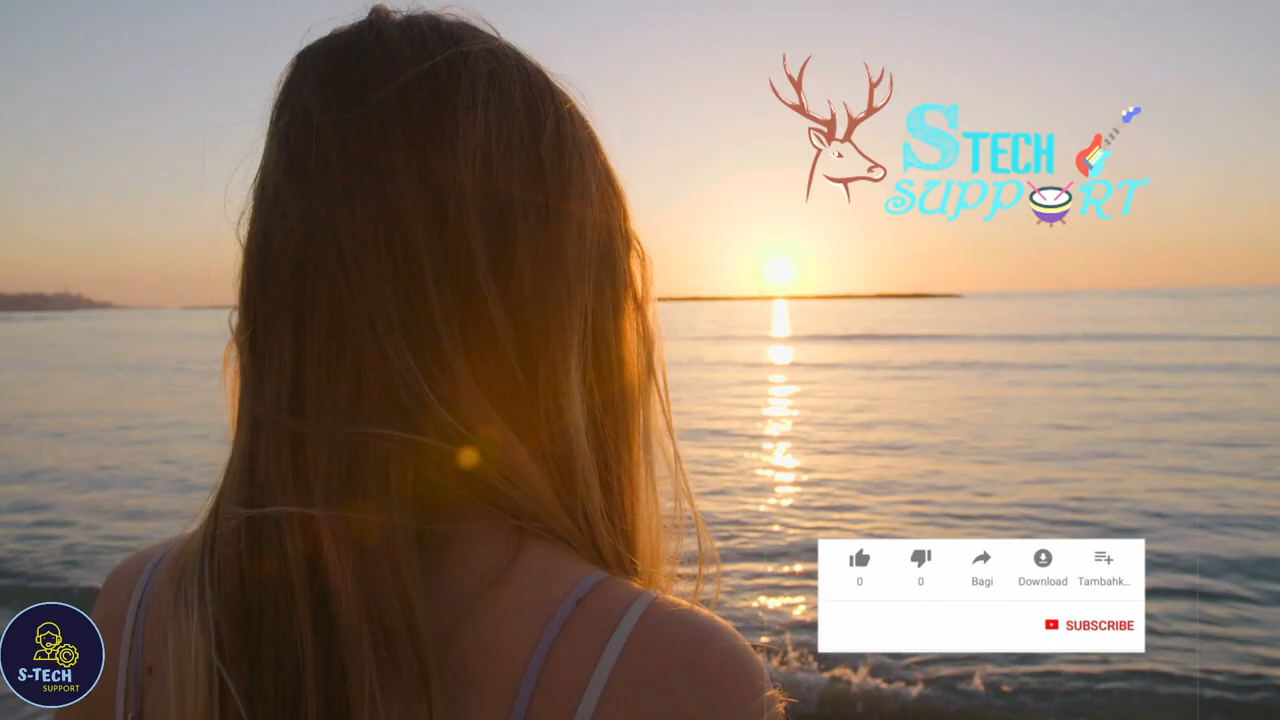 STECH
SUPPORT
0
0
Bagi
Download
Tambahk...
SUBSCRIBE
S-TECH
SUPPORT